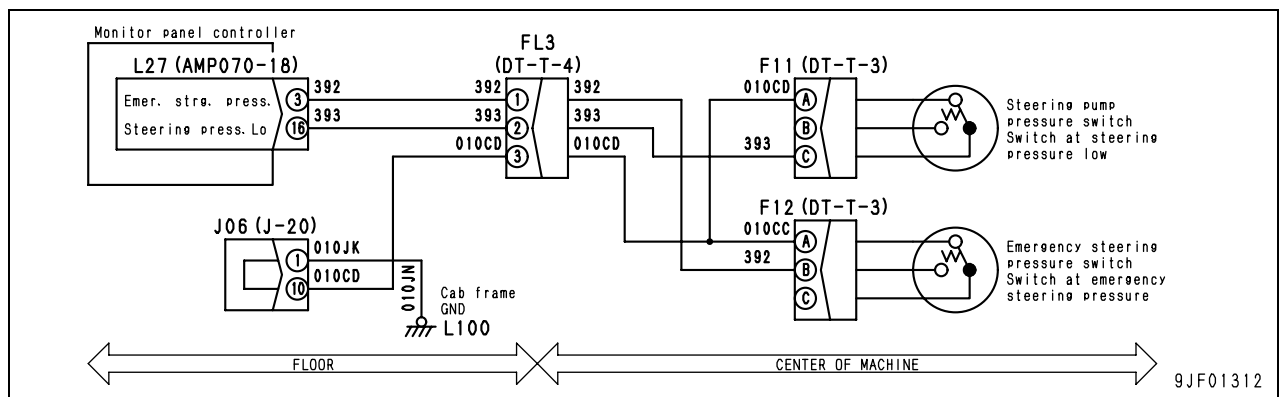 Monitor panel controller
L27 (AMP070-18)
Emer. strg. press.
3
392
Steering press. Lo
16
393
FL3
(DT-T-4)
392
1
392
393
2
393
010CD
3
010CD
F11 (DT-T-3)
010CD
A
B
393
C
Steering pump
pressure switch
Switch at steering
pressure low
F12 (DT-T-3)
010CC
A
392
B
C
Emergency steering
pressure switch
Switch at emergency
steering pressure
J06 (J-20)
1
010JK
10
010CD
010JN
Cab frame
GND
L100
FLOOR
CENTER OF MACHINE
9JF01312